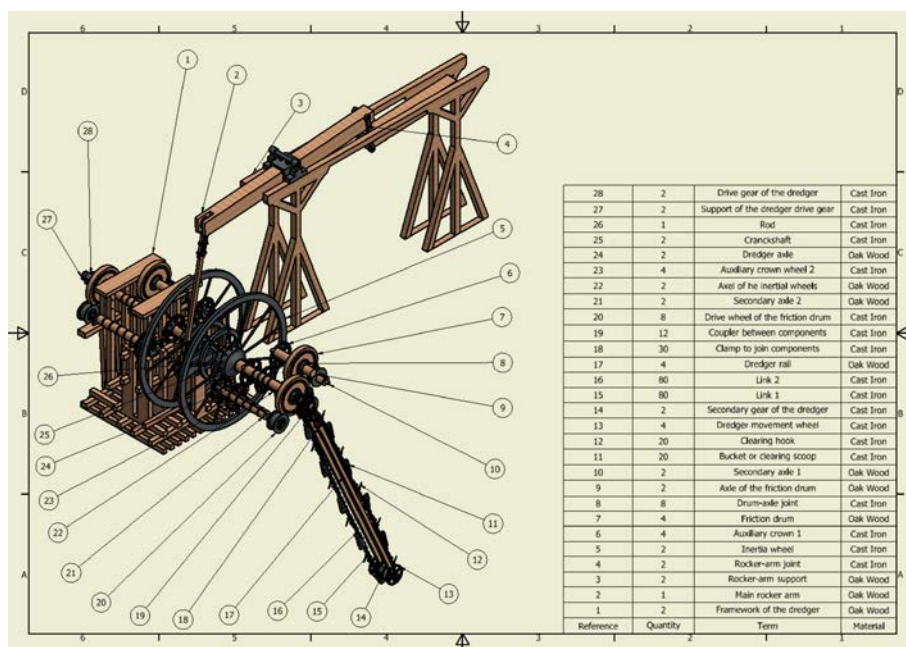 6 5 4 3 2 1
D D
1
2
3
28
4
27
C C
5
6
7
8
26
9
B B
25
10
24
23
11
22
12
21
20
13
A A
19
18
17
16
15
14
28 2 Drive gear of the dredger Cast Iron
27 2 Support of the dredger drive gear Cast Iron
26 1 Rod Cast Iron
25 2 Cranckshaft Cast Iron
24 2 Dredger axle Oak Wood
23 4 Auxiliary crown wheel 2 Cast Iron
22 2 Axel of he inertial wheels Oak Wood
21 2 Secondary axle 2 Oak Wood
20 8 Drive wheel of the friction drum Cast Iron
19 12 Coupler between components Cast Iron
18 30 Clamp to join components Cast Iron
17 4 Dredger rail Oak Wood
16 80 Link 2 Cast Iron
15 80 Link 1 Cast Iron
14 2 Secondary gear of the dredger Cast Iron
13 4 Dredger movement wheel Cast Iron
12 20 Clearing hook Cast Iron
11 20 Bucket or clearing scoop Cast Iron
10 2 Secondary axle 1 Oak Wood
9 2 Axle of the friction drum Oak Wood
8 8 Drum-axle joint Cast Iron
7 4 Friction drum Oak Wood
6 4 Auxiliary crown 1 Cast Iron
5 2 Inertia wheel Cast Iron
4 2 Rocker-arm joint Cast Iron
3 2 Rocker-arm support Oak Wood
2 1 Main rocker arm Oak Wood
1 2 Framework of the dredger Oak Wood
Reference Quantity Term Material
6 5 4 3 2 1